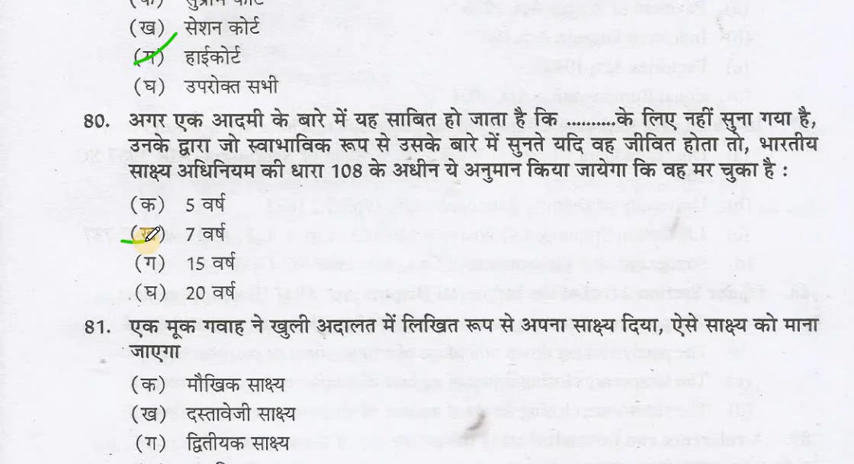 (ख) सेशन कोर्ट
(ग) हाईकोर्ट
(घ) उपरोक्त सभी
80. अगर एक आदमी के बारे में यह साबित हो जाता है कि ..........के लिए नहीं सुना गया है,
उनके द्वारा जो स्वाभाविक रूप से उसके बारे में सुनते यदि वह जीवित होता तो, भारतीय
साक्ष्य अधिनियम की धारा 108 के अधीन ये अनुमान किया जायेगा कि वह मर चुका है :
(क) 5 वर्ष
(ख) 7 वर्ष
(ग) 15 वर्ष
(घ) 20 वर्ष
81. एक मूक गवाह ने खुली अदालत में लिखित रूप से अपना साक्ष्य दिया, ऐसे साक्ष्य को माना
जाएगा
(क) मौखिक साक्ष्य
(ख) दस्तावेजी साक्ष्य
(ग) द्वितीयक साक्ष्य